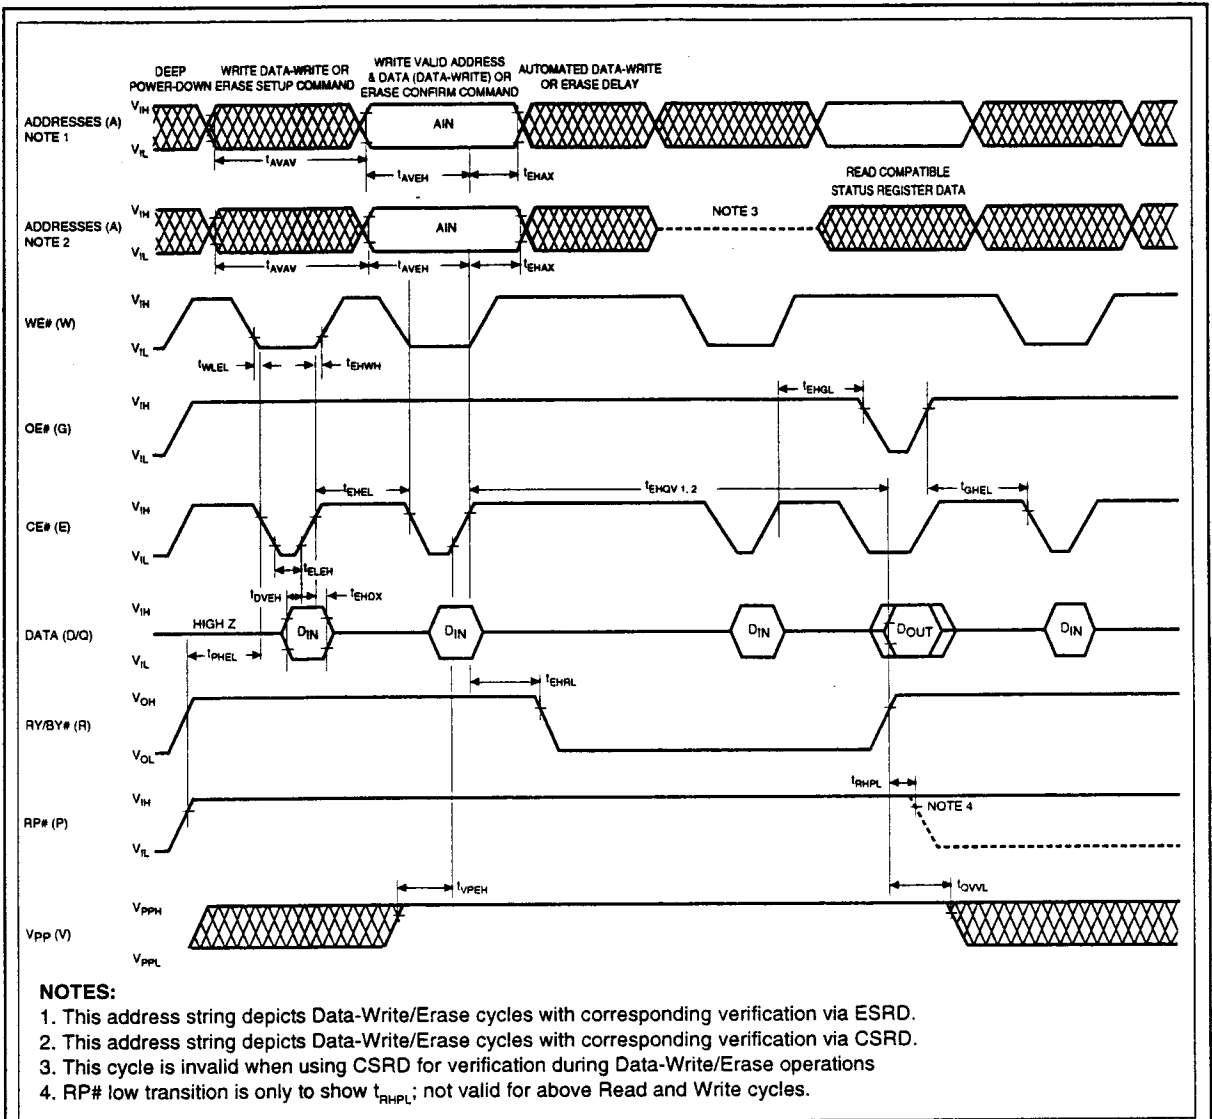 DEEP
POWER-DOWN
WRITE DATA-WRITE OR
ERASE SETUP COMMAND
WRITE VALID ADDRESS
& DATA (DATA-WRITE) OR
ERASE CONFIRM COMMAND
AUTOMATED DATA-WRITE
OR ERASE DELAY
ADDRESSES (A)
NOTE 1
VIH
VIL
AIN
tAVAV
tAVEH
tEHAX
READ COMPATIBLE
STATUS REGISTER DATA
ADDRESSES (A)
NOTE 2
VIH
VIL
AIN
NOTE 3
tAVAV
tAVEH
tEHAX
WE# (W)
VIH
VIL
tWLEL
tEHWH
OE# (G)
VIH
VIL
tEHGL
CE# (E)
VIH
VIL
tEHEL
tEHQV 1, 2
tGHEL
tELEH
tDVEH
tEHDX
DATA (D/Q)
VIH
VIL
HIGH Z
DIN
DIN
DIN
DOUT
DIN
tPHEL
tEHRL
RY/BY# (R)
VOH
VOL
tRHPL
RP# (P)
VIH
VIL
NOTE 4
tVPEH
tQVVL
VPP (V)
VPPH
VPPL
NOTES:
1. This address string depicts Data-Write/Erase cycles with corresponding verification via ESRD.
2. This address string depicts Data-Write/Erase cycles with corresponding verification via CSRD.
3. This cycle is invalid when using CSRD for verification during Data-Write/Erase operations
4. RP# low transition is only to show tRHPL; not valid for above Read and Write cycles.